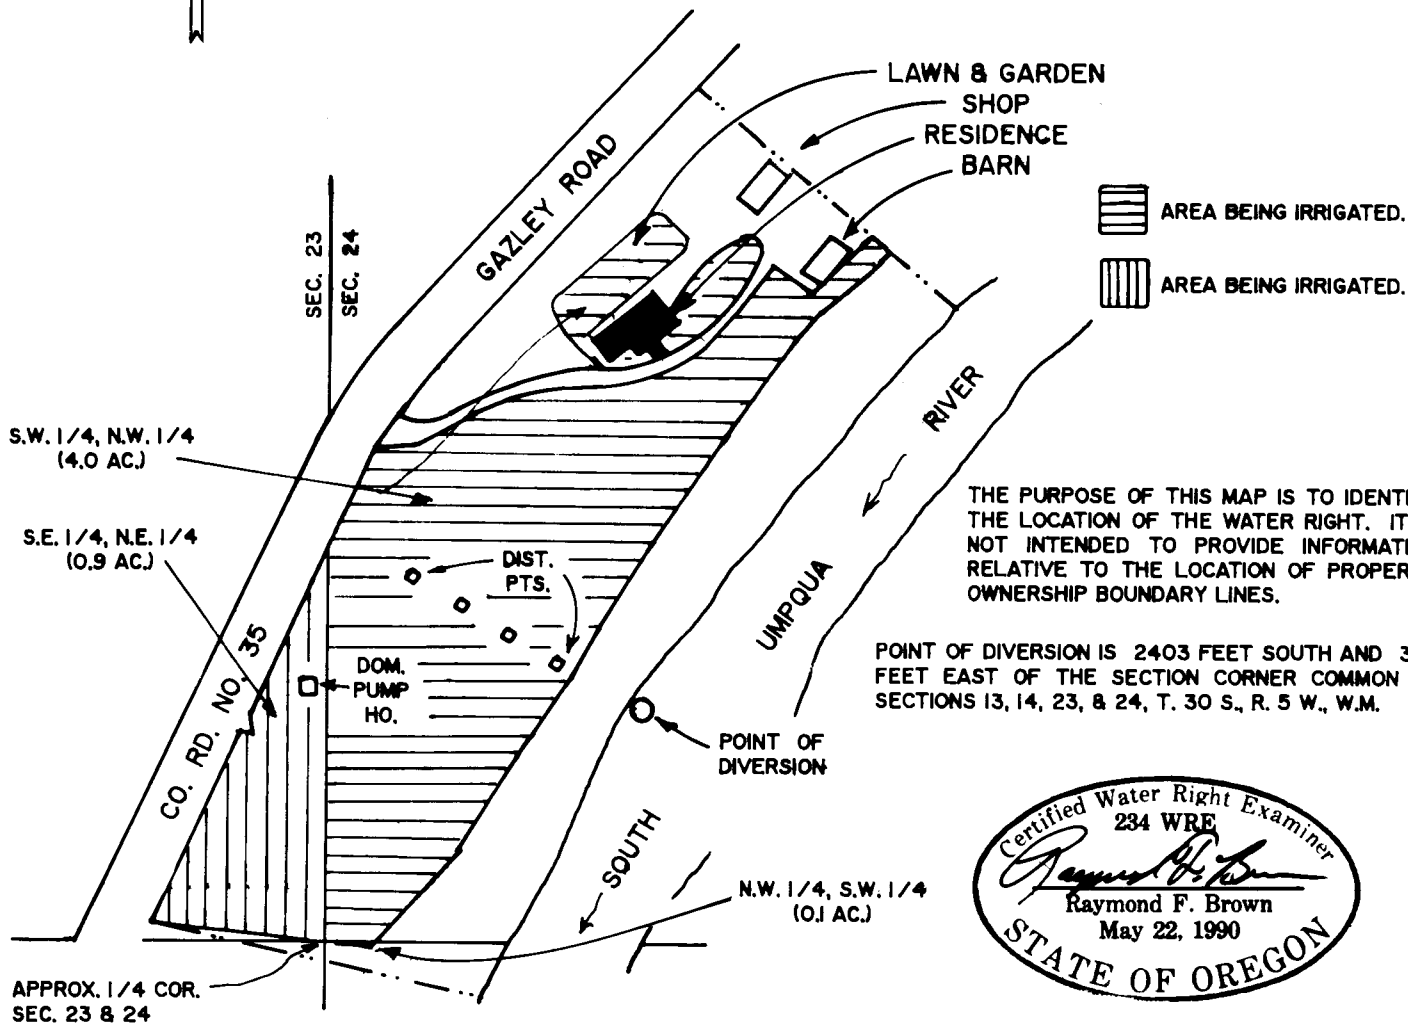 LAWN & GARDEN
SHOP
RESIDENCE
BARN
GAZLEY ROAD
SEC. 23
SEC. 24
AREA BEING IRRIGATED.
AREA BEING IRRIGATED.
S.W. 1/4, N.W. 1/4
(4.0 AC.)
S.E. 1/4, N.E. 1/4
(0.9 AC.)
RIVER
UMPQUA
SOUTH
THE PURPOSE OF THIS MAP IS TO IDENTI
THE LOCATION OF THE WATER RIGHT. IT
NOT INTENDED TO PROVIDE INFORMATI
RELATIVE TO THE LOCATION OF PROPER
OWNERSHIP BOUNDARY LINES.
DIST.
PTS.
CO. RD. NO. 35
DOM.
PUMP
HO.
POINT OF DIVERSION IS 2403 FEET SOUTH AND 3
FEET EAST OF THE SECTION CORNER COMMON
SECTIONS 13, 14, 23, & 24, T. 30 S., R. 5 W., W.M.
POINT OF
DIVERSION
N.W. 1/4, S.W. 1/4
(0.1 AC.)
APPROX. 1/4 COR.
SEC. 23 & 24
Certified Water Right Examiner
234 WRE
Raymond F. Brown
Raymond F. Brown
May 22, 1990
STATE OF OREGON